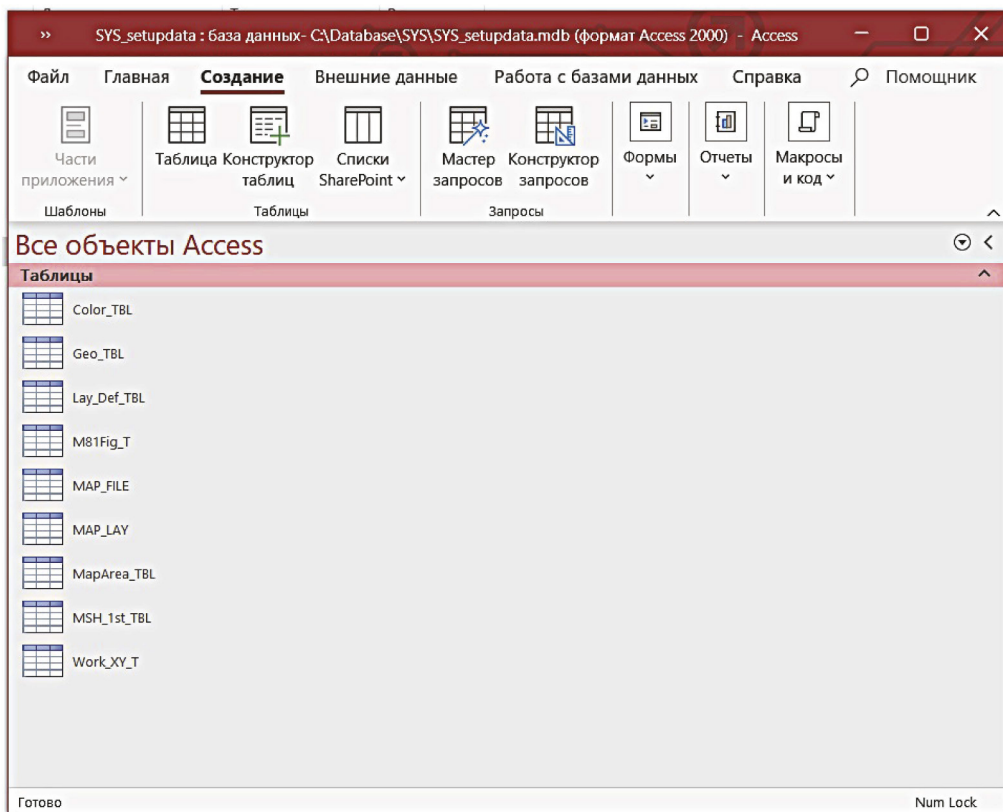 SYS_setupdata : база данных- C:\Database\SYS\SYS_setupdata.mdb (формат Access 2000) - Access
Файл Главная Создание Внешние данные Работа с базами данных Справка Помощник
Части приложения
Таблица
Конструктор таблиц
Списки SharePoint
Мастер запросов
Конструктор запросов
Формы
Отчеты
Макросы и код
Шаблоны Таблицы Запросы
Все объекты Access
Таблицы
Color_TBL
Geo_TBL
Lay_Def_TBL
M81Fig_T
MAP_FILE
MAP_LAY
MapArea_TBL
MSH_1st_TBL
Work_XY_T
Готово Num Lock